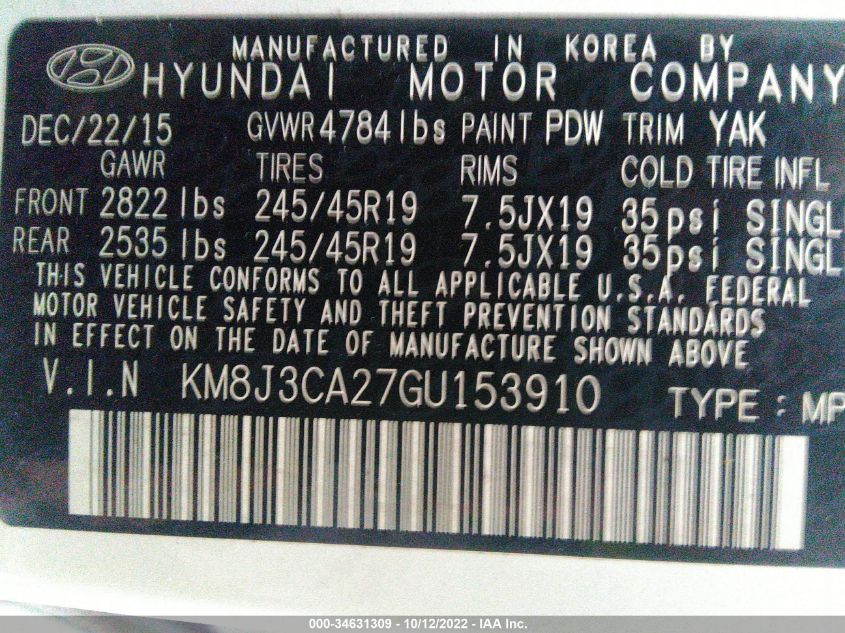 MANUFACTURED IN KOREA BY
HYUNDAI MOTOR COMPANY
DEC/22/15 GVWR 4784 lbs PAINT PDW TRIM YAK
GAWR TIRES RIMS COLD TIRE INFL
FRONT 2822 lbs 245/45R19 7.5JX19 35psi SINGL
REAR 2535 lbs 245/45R19 7.5JX19 35psi SINGL
THIS VEHICLE CONFORMS TO ALL APPLICABLE U.S.A. FEDERAL
MOTOR VEHICLE SAFETY AND THEFT PREVENTION STANDARDS
IN EFFECT ON THE DATE OF MANUFACTURE SHOWN ABOVE
V.I.N KM8J3CA27GU153910 TYPE : MP
000-34631309 - 10/12/2022 - IAA Inc.